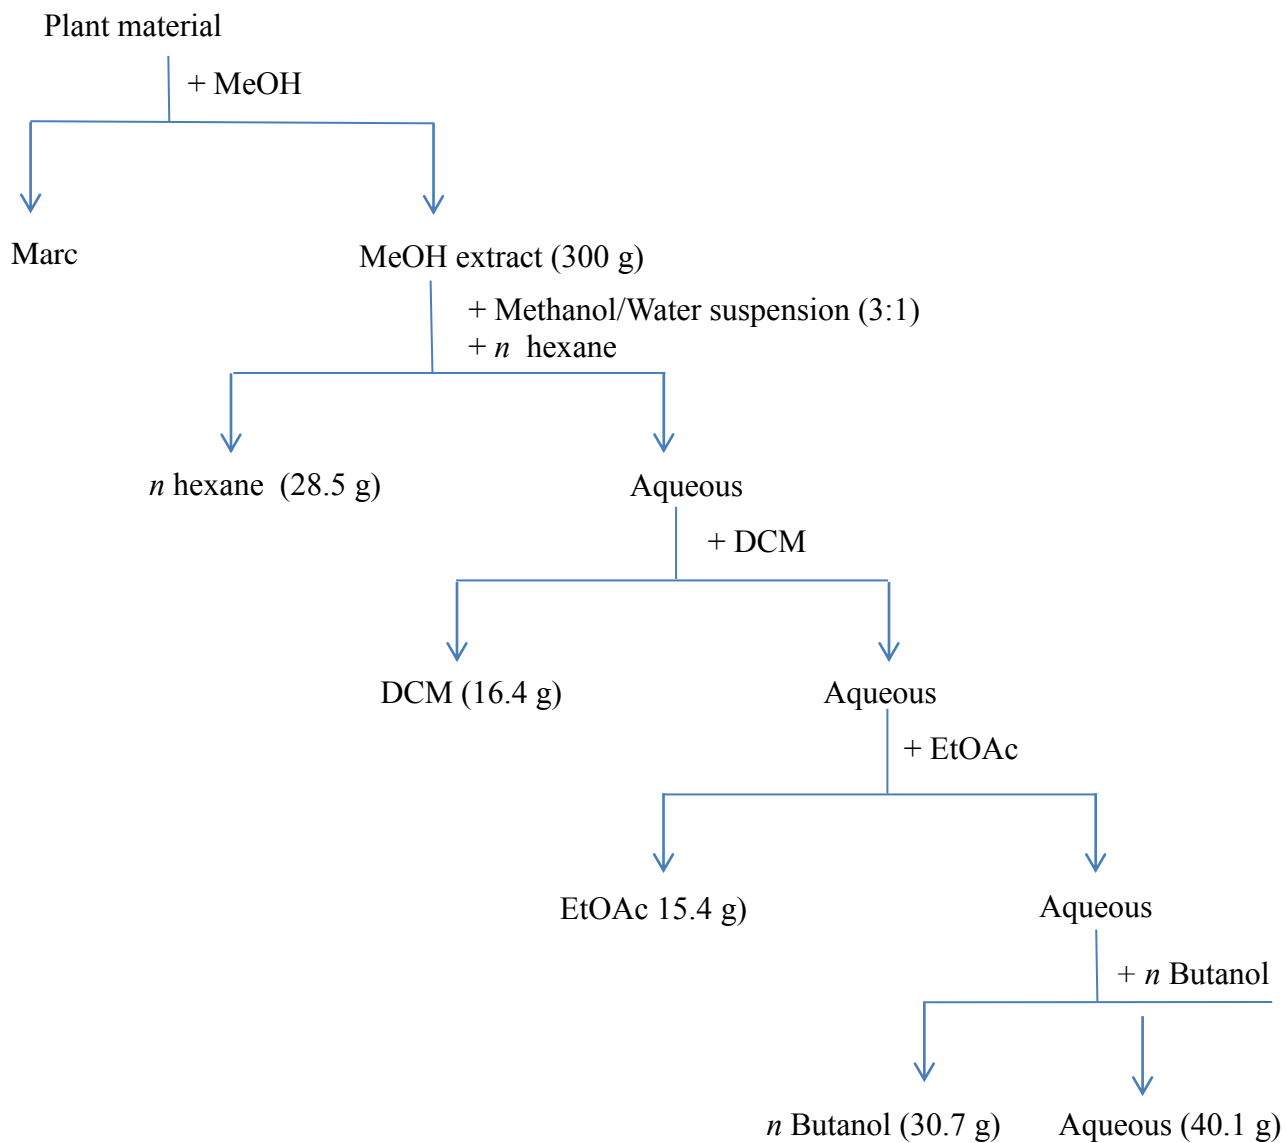 Plant material
+ MeOH
Marc
MeOH extract (300 g)
+ Methanol/Water suspension (3:1)
+ n hexane
n hexane (28.5 g)
Aqueous
+ DCM
DCM (16.4 g)
Aqueous
+ EtOAc
EtOAc 15.4 g)
Aqueous
+ n Butanol
n Butanol (30.7 g)
Aqueous (40.1 g)